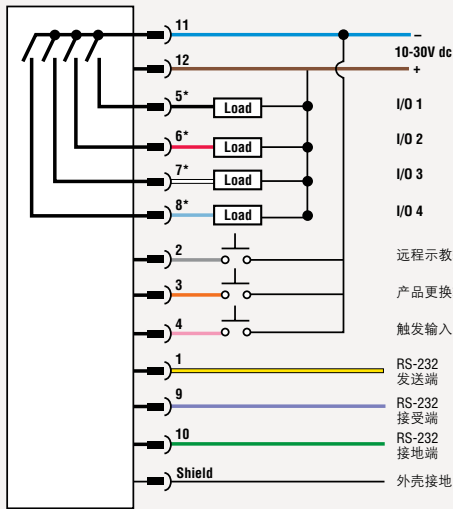 11
−
10-30V dc
12
+
5*
Load
I/O 1
6*
Load
I/O 2
7*
Load
I/O 3
8*
Load
I/O 4
2
远程示教
3
产品更换
4
触发输入
1
RS-232
发送端
9
RS-232
接受端
10
RS-232
接地端
Shield
外壳接地